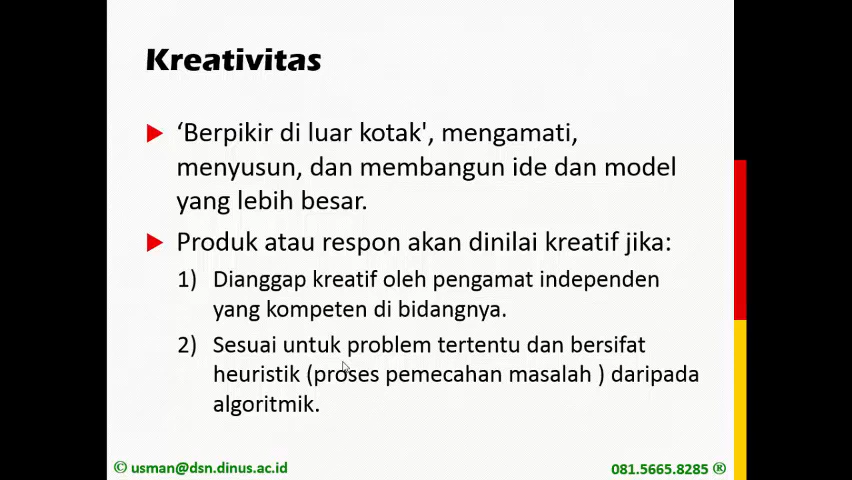 Kreativitas
‘Berpikir di luar kotak', mengamati,
menyusun, dan membangun ide dan model
yang lebih besar.
Produk atau respon akan dinilai kreatif jika:
1) Dianggap kreatif oleh pengamat independen
yang kompeten di bidangnya.
2) Sesuai untuk problem tertentu dan bersifat
heuristik (proses pemecahan masalah ) daripada
algoritmik.
© usman@dsn.dinus.ac.id
081.5665.8285 ®